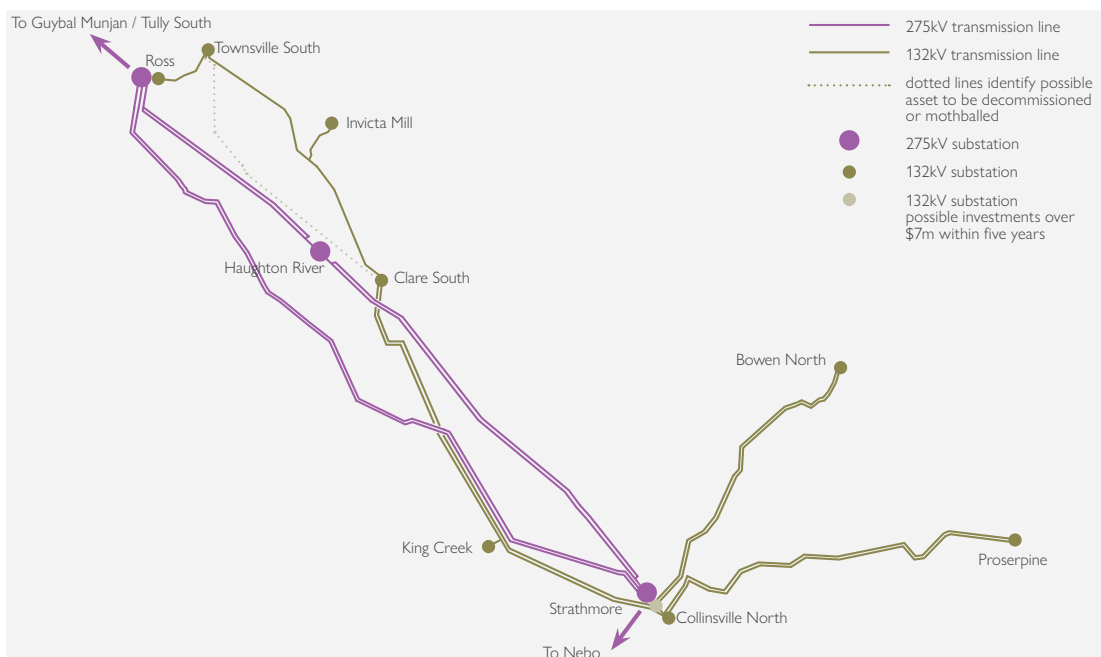 To Guybal Munjan / Tully South
Ross
Townsville South
Invicta Mill
Haughton River
Clare South
Bowen North
King Creek
Proserpine
Strathmore
Collinsville North
To Nebo
275kV transmission line
132kV transmission line
dotted lines identify possible
asset to be decommissioned
or mothballed
275kV substation
132kV substation
132kV substation
possible investments over
$7m within five years